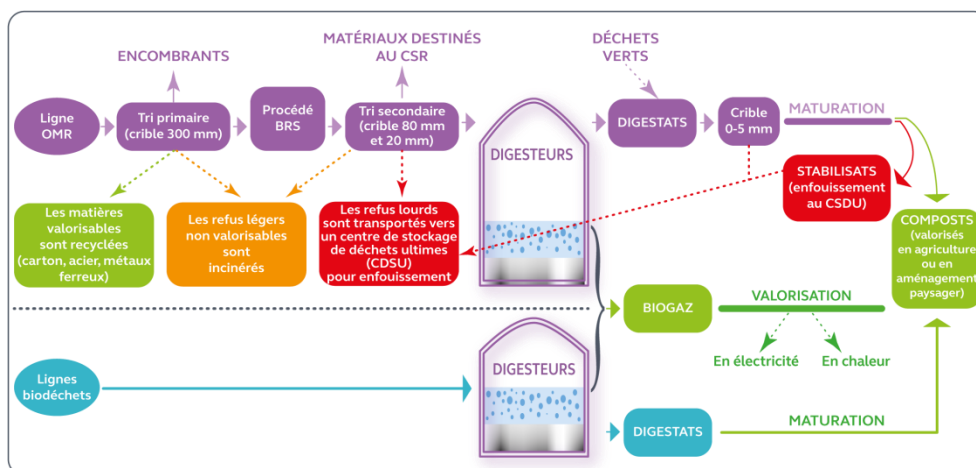 ENCOMBRANTS
MATÉRIAUX DESTINÉS
AU CSR
DÉCHETS
VERTS
Ligne
OMR
Tri primaire
(crible 300 mm)
Procédé
BRS
Tri secondaire
(crible 80 mm
et 20 mm)
DIGESTEURS
DIGESTATS
Crible
0-5 mm
MATURATION
Les matières
valorisables
sont recyclées
(carton, acier, métaux
ferreux)
Les refus légers
non valorisables
sont
incinérés
Les refus lourds
sont transportés vers
un centre de stockage
de déchets ultimes
(CDSU)
pour enfouissement
STABILISATS
(enfouissement
au CSDU)
COMPOSTS
(valorisés
en agriculture
ou en
aménagement
paysager)
BIOGAZ
VALORISATION
En électricité
En chaleur
Lignes
biodéchets
DIGESTEURS
DIGESTATS
MATURATION